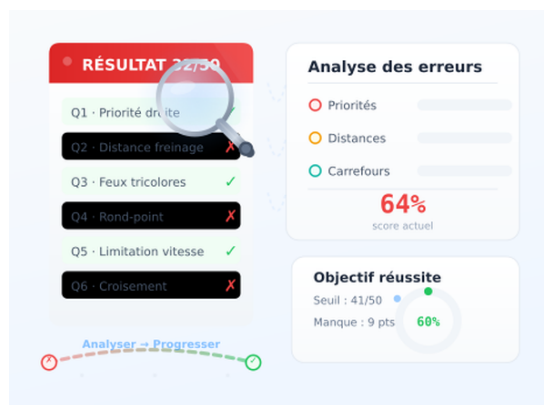 RÉSULTAT 32/50
Q1 · Priorité droite ✓
Q2 · Distance freinage ✗
Q3 · Feux tricolores ✓
Q4 · Rond-point ✗
Q5 · Limitation vitesse ✓
Q6 · Croisement ✗
Analyser → Progresser
✗
✓
Analyse des erreurs
Priorités
Distances
Carrefours
64%
score actuel
Objectif réussite
Seuil : 41/50
Manque : 9 pts
60%